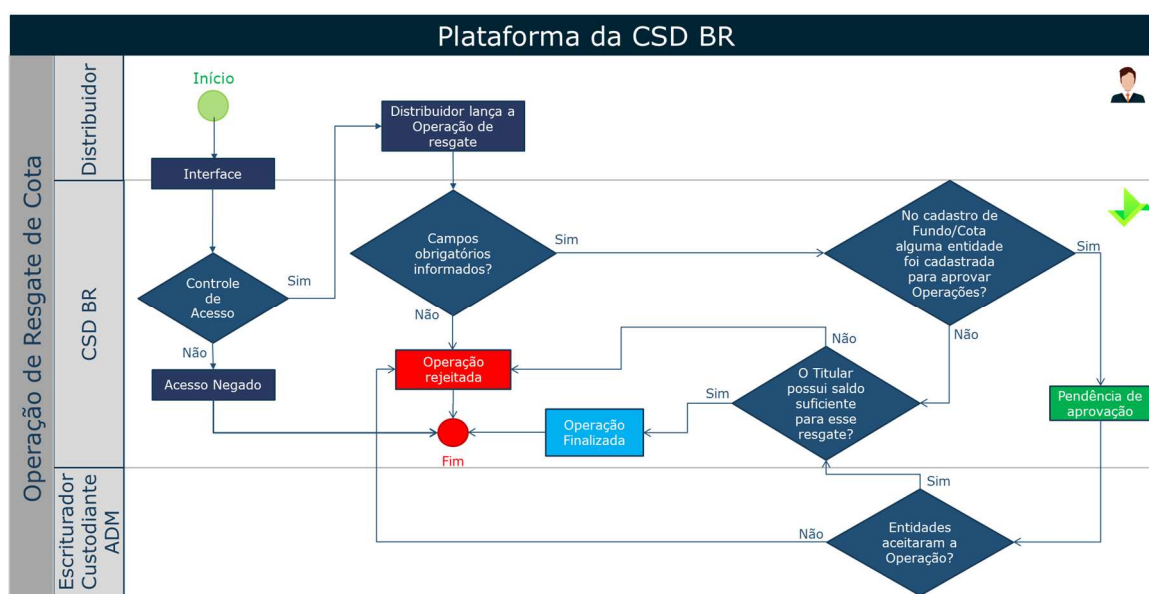 Plataforma da CSD BR
Operação de Resgate de Cota
Distribuidor
Início
Interface
Distribuidor lança a
Operação de
resgate
CSD BR
Controle
de
Acesso
Sim
Não
Acesso Negado
Campos
obrigatórios
informados?
Sim
Não
No cadastro de
Fundo/Cota
alguma entidade
foi cadastrada
para aprovar
Operações?
Sim
Não
Operação
rejeitada
Não
O Titular
possui saldo
suficiente
para esse
resgate?
Sim
Operação
Finalizada
Fim
Pendência de
aprovação
Escriturador
Custodiante
ADM
Sim
Não
Entidades
aceitaram a
Operação?